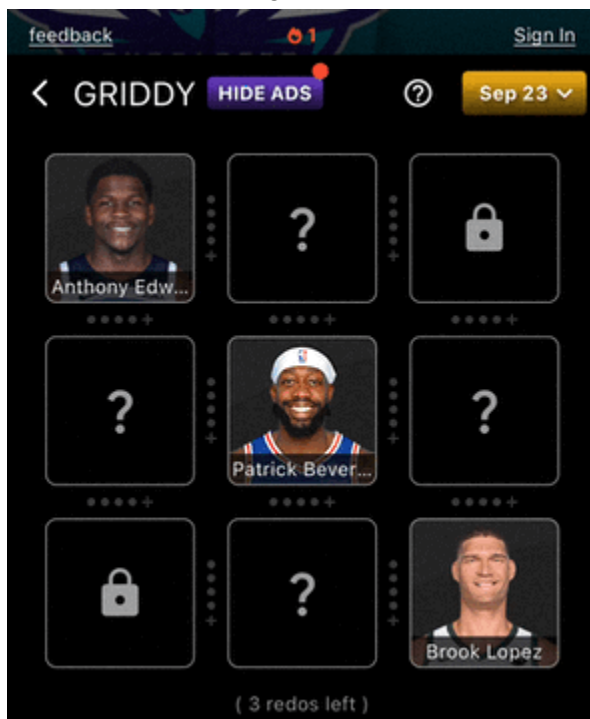 feedback 1 Sign In
GRIDDY HIDE ADS ? Sep 23
Anthony Edw... ?
+ +
+ + +
? ?
Patrick Bever...
+ +
+ + +
?
+ +
Brook Lopez
( 3 redos left )